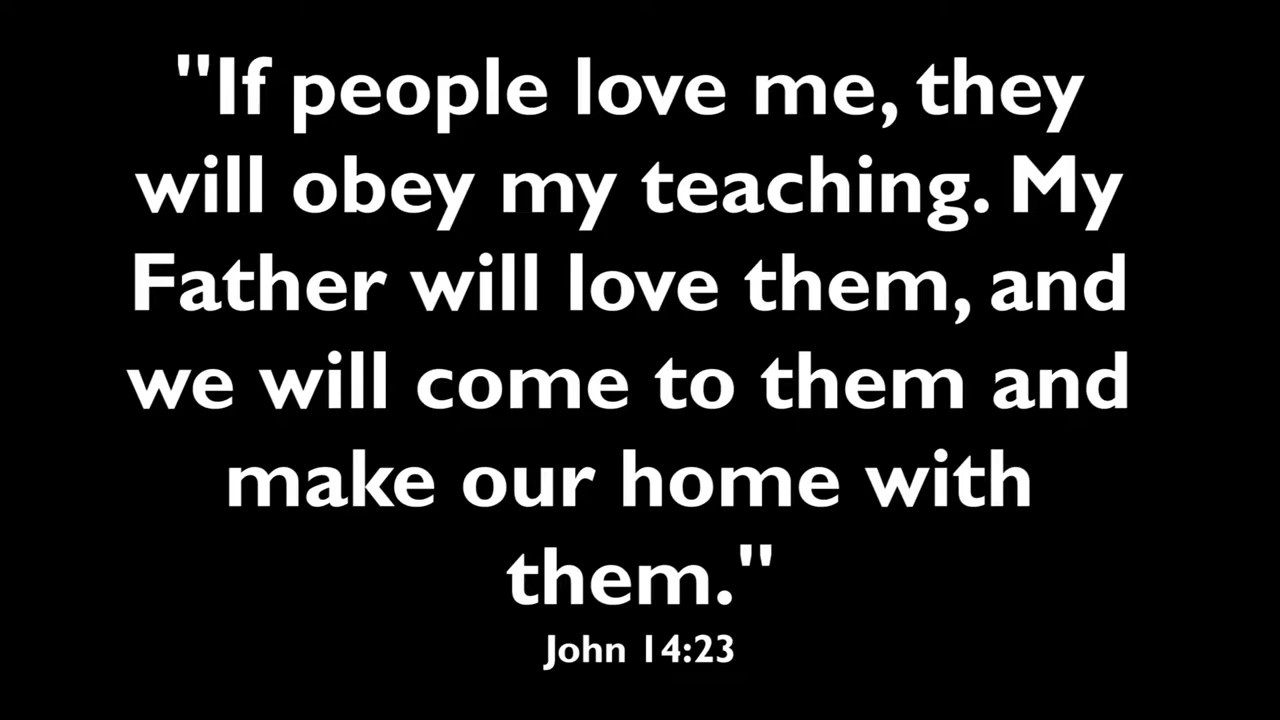 "If people love me, they
will obey my teaching. My
Father will love them, and
we will come to them and
make our home with
them."
John 14:23